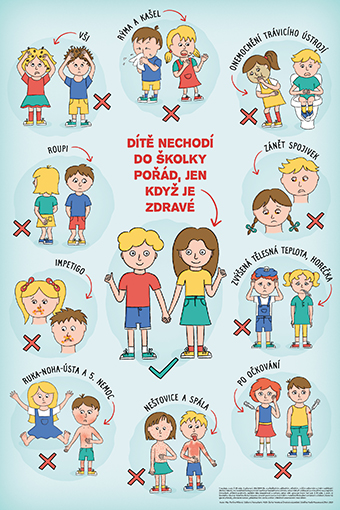 VŠI
RÝMA A KAŠEL
ONEMOCNĚNÍ TRÁVICÍHO ÚSTROJÍ
DÍTĚ NECHODÍ
DO ŠKOLKY
POŘÁD, JEN
KDYŽ JE
ZDRAVÉ
ROUPI
ZÁNĚT SPOJIVEK
IMPETIGO
ZVÝŠENÁ TĚLESNÁ TEPLOTA, HOREČKA
RUKA-NOHA-ÚSTA A 5. NEMOC
NEŠTOVICE A SPÁLA
PO OČKOVÁNÍ